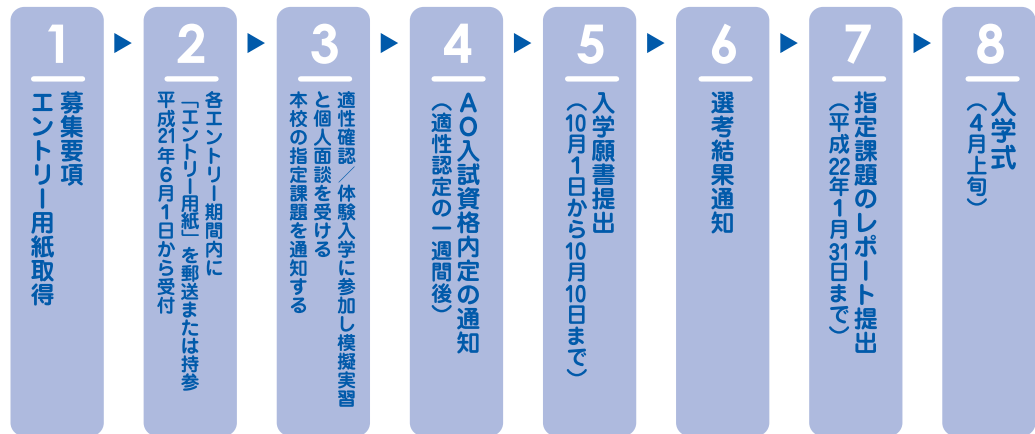 1
募集要項
エントリー用紙取得
2
各エントリー期間内に
「エントリー用紙」を郵送または持参
平成21年6月1日から受付
3
適性確認／体験入学に参加し模擬実習
と個人面談を受ける
本校の指定課題を通知する
4
AO入試資格内定の通知
（適性認定の一週間後）
5
入学願書提出
（10月1日から10月10日まで）
6
選考結果通知
7
指定課題のレポート提出
（平成22年1月31日まで）
8
入学式
（4月上旬）